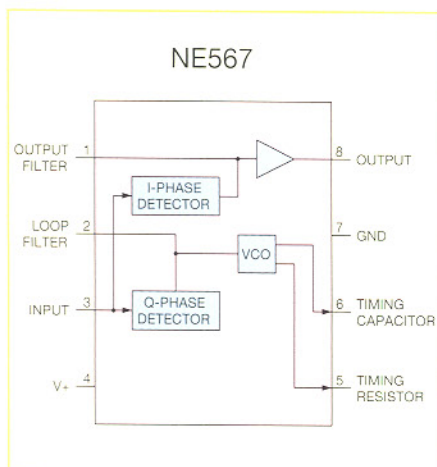 NE567
OUTPUT
FILTER
1
I-PHASE
DETECTOR
8
OUTPUT
LOOP
FILTER
2
VCO
7
GND
INPUT
3
Q-PHASE
DETECTOR
6
TIMING
CAPACITOR
V+
4
5
TIMING
RESISTOR